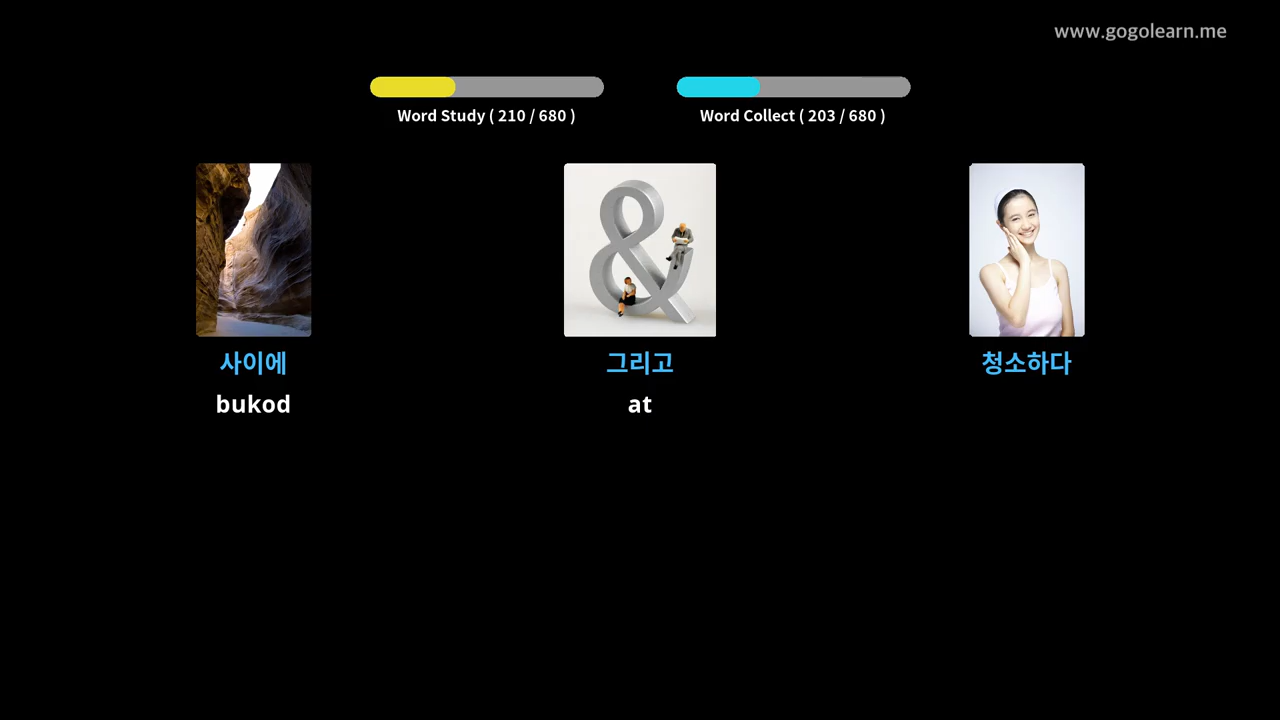 www.gogolearn.me
Word Study ( 210 / 680 )
Word Collect ( 203 / 680 )
사이에
그리고
청소하다
bukod
at